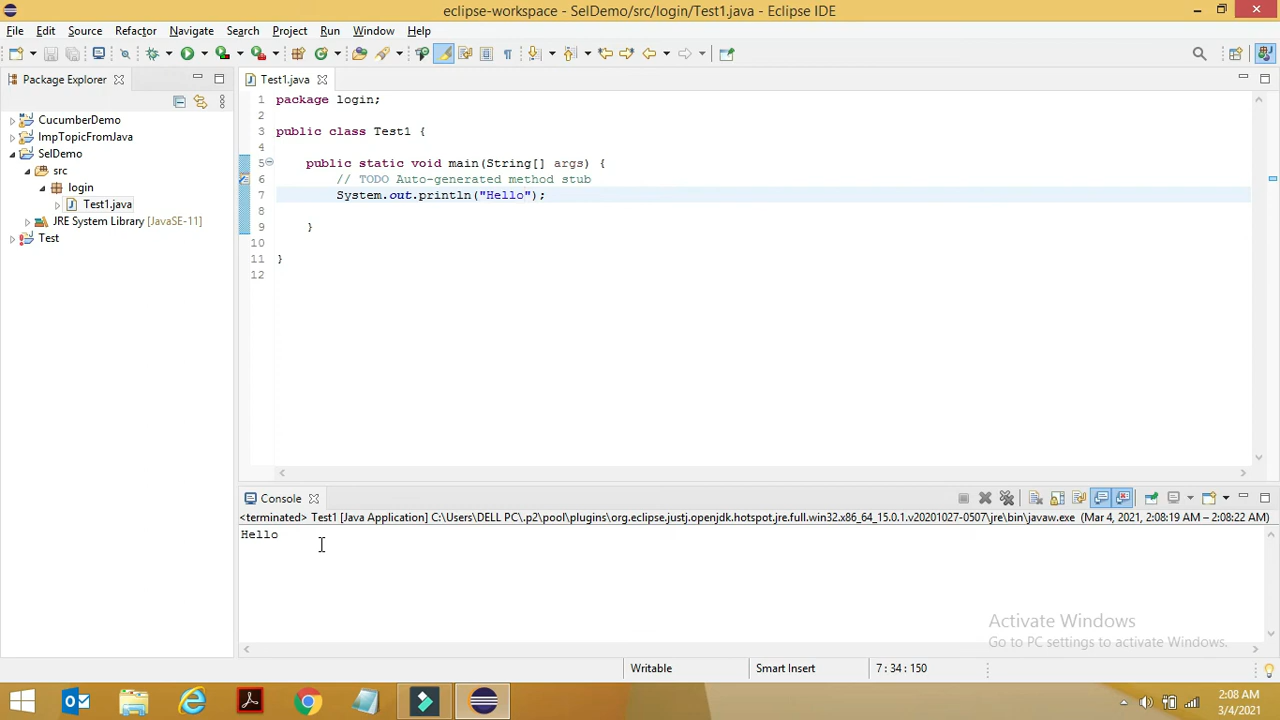 eclipse-workspace - SelDemo/src/login/Test1.java - Eclipse IDE
File Edit Source Refactor Navigate Search Project Run Window Help
Package Explorer
CucumberDemo
ImpTopicFromJava
SelDemo
src
login
Test1.java
JRE System Library [JavaSE-11]
Test
Test1.java
1 package login;
2
3 public class Test1 {
4
5 public static void main(String[] args) {
6 // TODO Auto-generated method stub
7 System.out.println("Hello");
8
9 }
10
11 }
12
Console
<terminated> Test1 [Java Application] C:\Users\DELL P\.p2\pool\plugins\org.eclipse.justj.openjdk.hotspot.jre.full.win32.x86_64_15.0.1.v20201027-0507\jre\bin\javaw.exe (Mar 4, 2021, 2:08:19 AM – 2:08:22 AM)
Hello
Activate Windows
Go to PC settings to activate Windows.
Writable Smart Insert 7 : 34 : 150
2:08 AM
3/4/2021